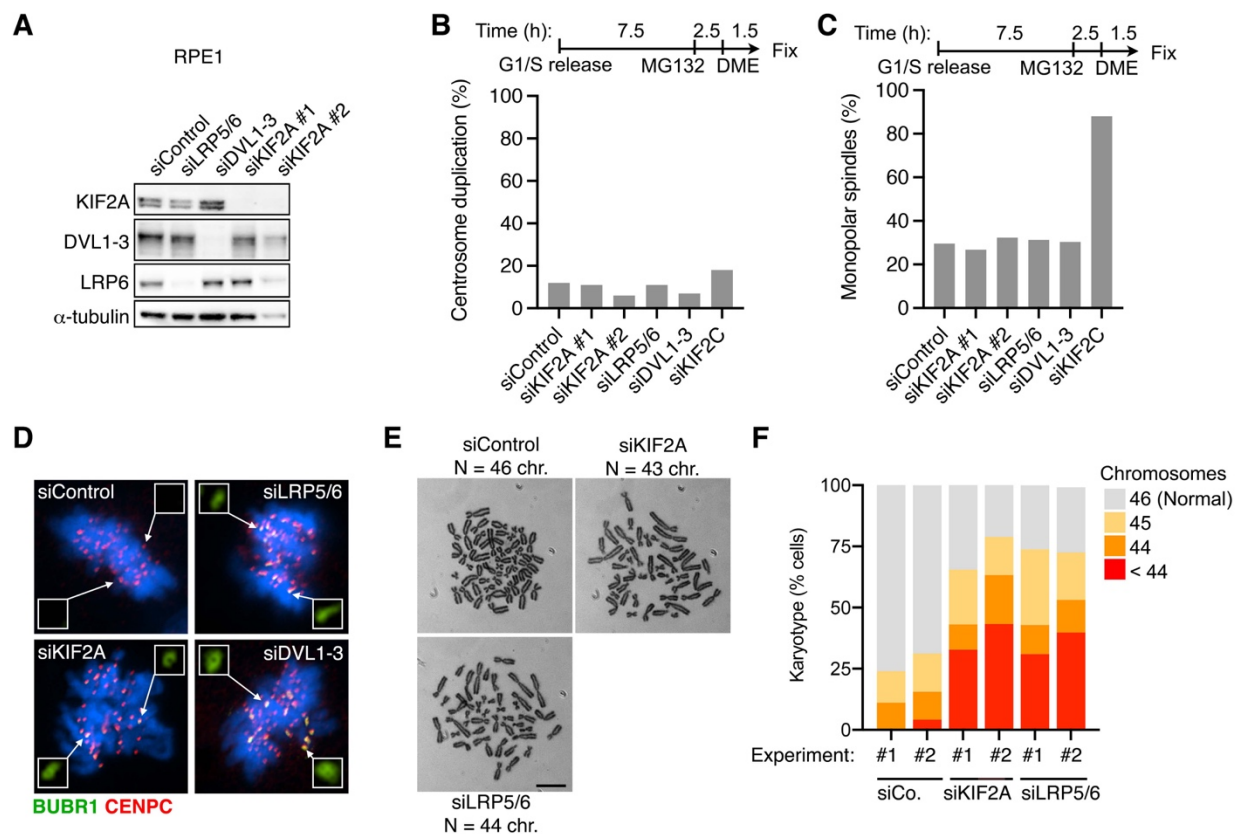 A
RPE1
siControl
siLRP5/6
siDVL1-3
siKIF2A #1
siKIF2A #2
KIF2A
DVL1-3
LRP6
α-tubulin
B
Time (h): 7.5 2.5 1.5
Fix
G1/S release MG132 DME
Centrosome duplication (%)
100
80
60
40
20
0
siControl
siKIF2A #1
siKIF2A #2
siLRP5/6
siDVL1-3
siKIF2C
C
Time (h): 7.5 2.5 1.5
Fix
G1/S release MG132 DME
Monopolar spindles (%)
100
80
60
40
20
0
siControl
siKIF2A #1
siKIF2A #2
siLRP5/6
siDVL1-3
siKIF2C
D
siControl siLRP5/6
siKIF2A siDVL1-3
BUBR1 CENPC
E
siControl
N = 46 chr.
siKIF2A
N = 43 chr.
siLRP5/6
N = 44 chr.
F
Karyotype (% cells)
100
75
50
25
0
Chromosomes
46 (Normal)
45
44
< 44
Experiment: #1 #2 #1 #2 #1 #2
siCo. siKIF2A siLRP5/6